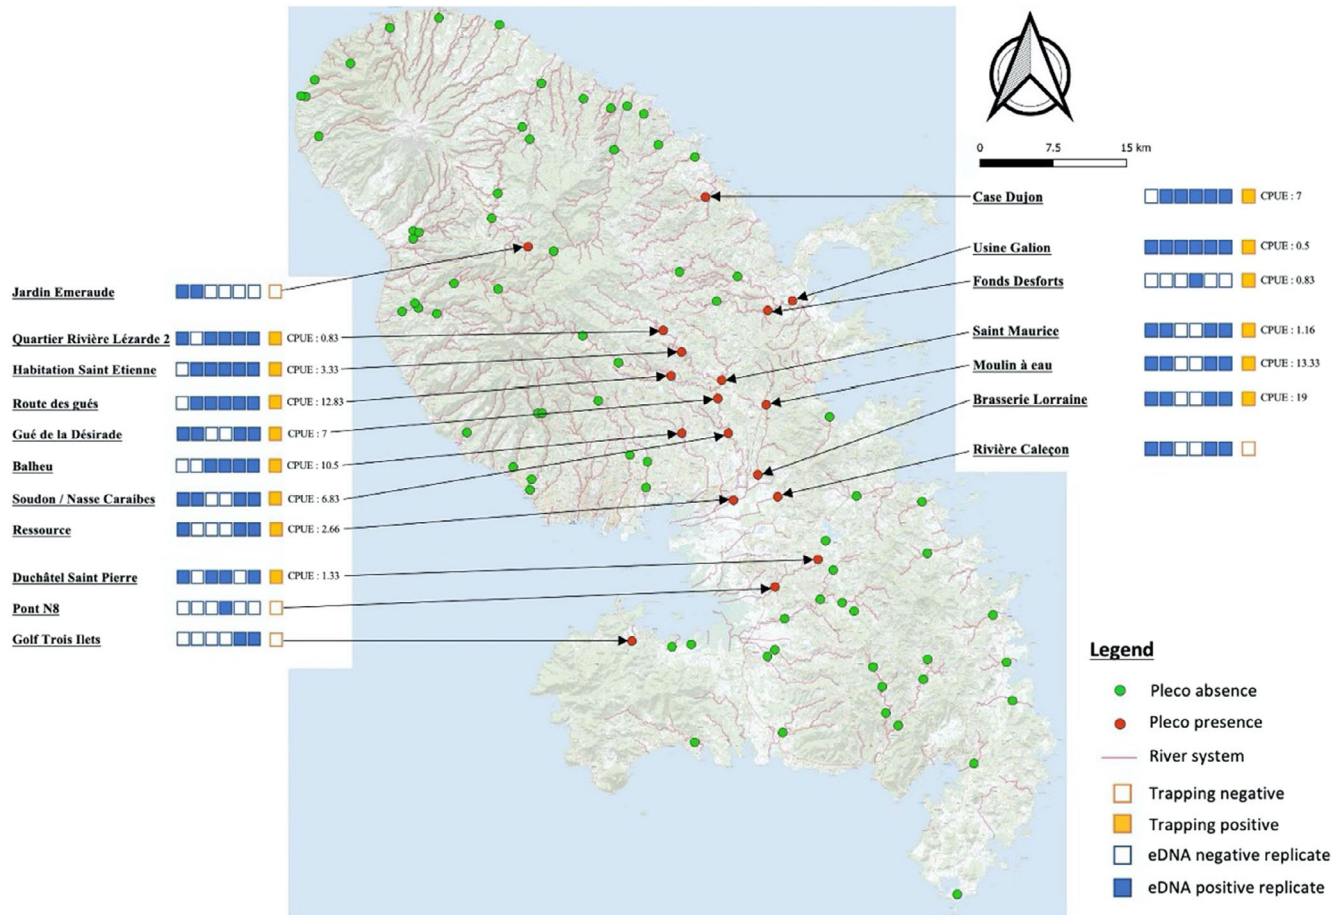 0 7.5 15 km
Case Dujon CPUE : 7
Usine Galion CPUE : 0.5
Fonds Desforts CPUE : 0.83
Saint Maurice CPUE : 1.16
Moulin à eau CPUE : 13.33
Brasserie Lorraine CPUE : 19
Rivière Caleçon
Jardin Emeraude
Quartier Rivière Lézarde 2 CPUE : 0.83
Habitation Saint Etienne CPUE : 3.33
Route des gués CPUE : 12.83
Gué de la Désirade CPUE : 7
Balheu CPUE : 10.5
Soudon / Nasse Caraibes CPUE : 6.83
Ressource CPUE : 2.66
Duchâtel Saint Pierre CPUE : 1.33
Pont N8
Golf Trois Ilets
Legend
Pleco absence
Pleco presence
River system
Trapping negative
Trapping positive
eDNA negative replicate
eDNA positive replicate